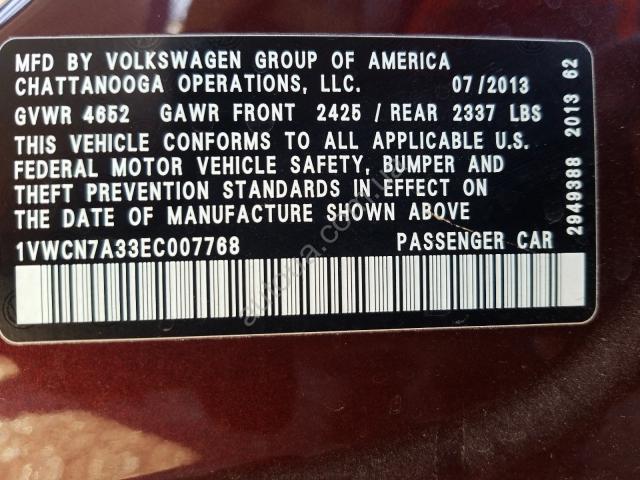 MFD BY VOLKSWAGEN GROUP OF AMERICA
CHATTANOOGA OPERATIONS, LLC. 07/2013
GVWR 4652 GAWR FRONT 2425 / REAR 2337 LBS
THIS VEHICLE CONFORMS TO ALL APPLICABLE U.S.
FEDERAL MOTOR VEHICLE SAFETY, BUMPER AND
THEFT PREVENTION STANDARDS IN EFFECT ON
THE DATE OF MANUFACTURE SHOWN ABOVE
1VWCN7A33EC007768 PASSENGER CAR
2949388 2013 62